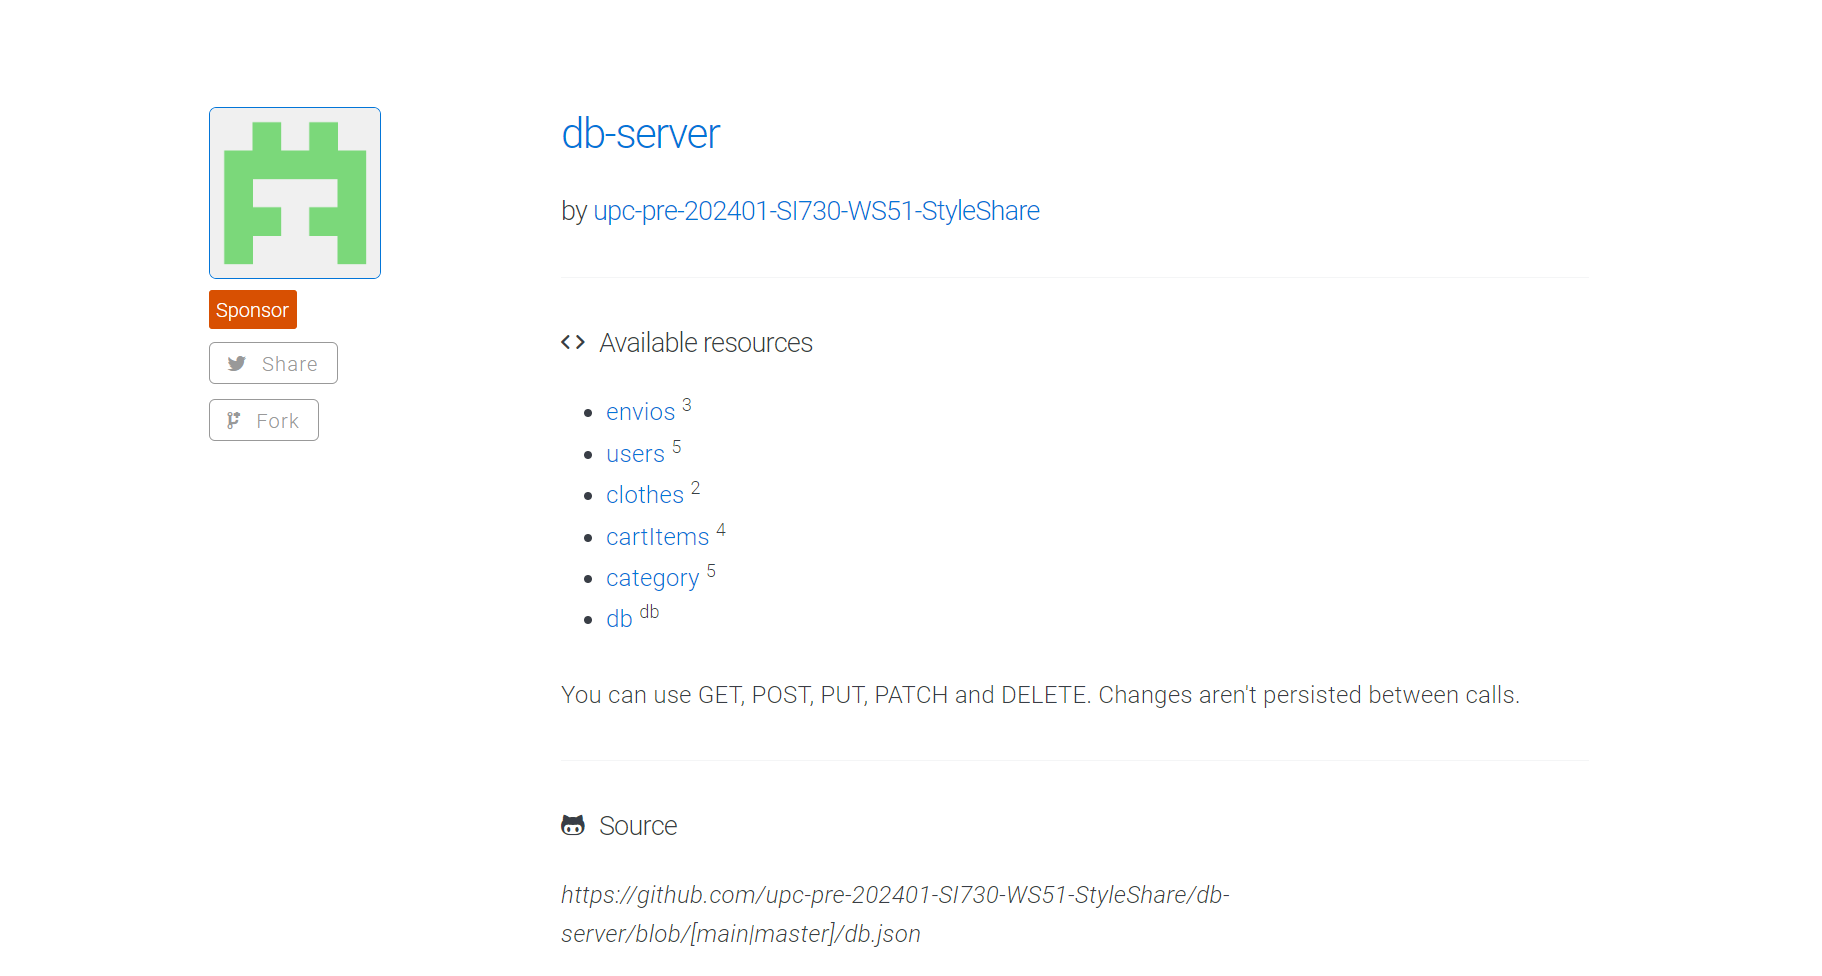 db-server
by upc-pre-202401-SI730-WS51-StyleShare
Sponsor
Share
Fork
Available resources
envios 3
users 5
clothes 2
cartItems 4
category 5
db db
You can use GET, POST, PUT, PATCH and DELETE. Changes aren't persisted between calls.
Source
https://github.com/upc-pre-202401-SI730-WS51-StyleShare/db-
server/blob/[main|master]/db.json